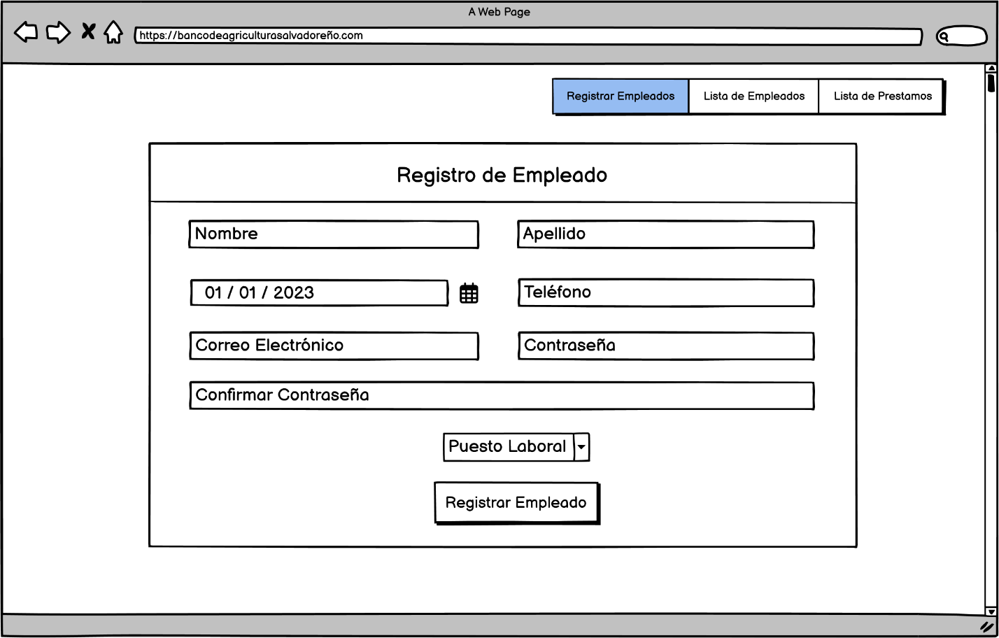 A Web Page
https://bancodeagriculturasalvadoreño.com
Registrar Empleados
Lista de Empleados
Lista de Prestamos
Registro de Empleado
Nombre
Apellido
01 / 01 / 2023
Teléfono
Correo Electrónico
Contraseña
Confirmar Contraseña
Puesto Laboral
Registrar Empleado